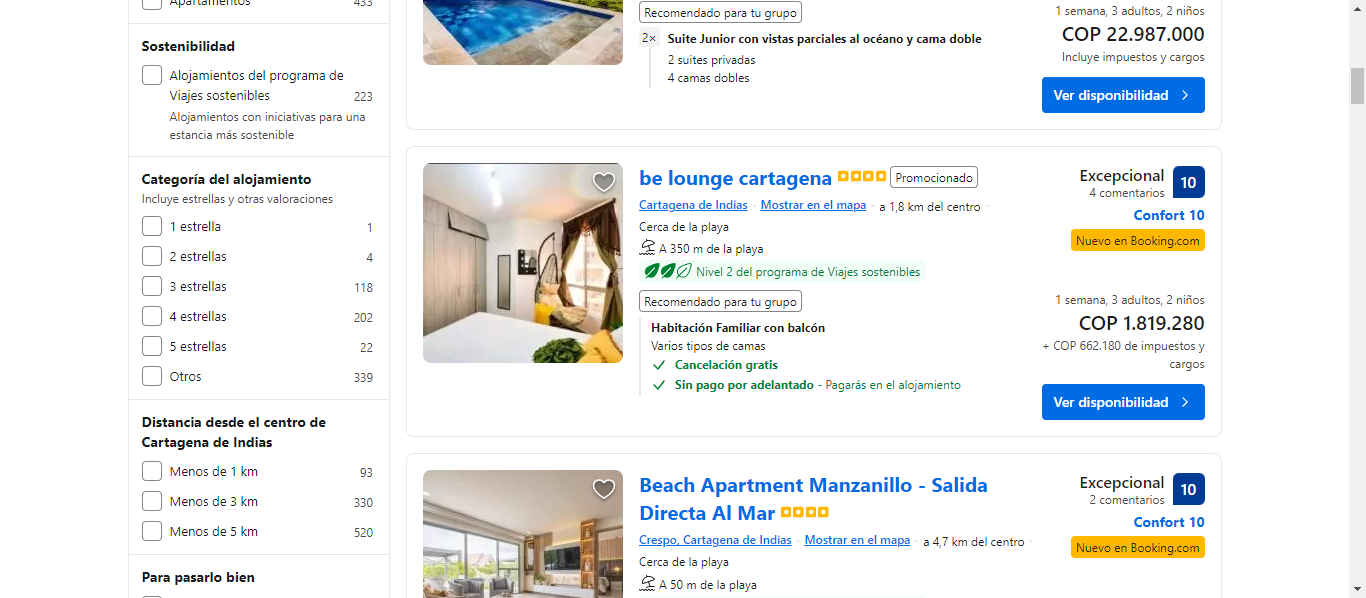 Apartamentos 433
Sostenibilidad
Alojamientos del programa de
Viajes sostenibles 223
Alojamientos con iniciativas para una
estancia más sostenible
Categoría del alojamiento
Incluye estrellas y otras valoraciones
1 estrella 1
2 estrellas 4
3 estrellas 118
4 estrellas 202
5 estrellas 22
Otros 339
Distancia desde el centro de
Cartagena de Indias
Menos de 1 km 93
Menos de 3 km 330
Menos de 5 km 520
Para pasarlo bien
Recomendado para tu grupo
2× Suite Junior con vistas parciales al océano y cama doble
2 suites privadas
4 camas dobles
1 semana, 3 adultos, 2 niños
COP 22.987.000
Incluye impuestos y cargos
Ver disponibilidad
be lounge cartagena Promocionado
Cartagena de Indias · Mostrar en el mapa · a 1,8 km del centro ·
Cerca de la playa
A 350 m de la playa
Nivel 2 del programa de Viajes sostenibles
Recomendado para tu grupo
Habitación Familiar con balcón
Varios tipos de camas
Cancelación gratis
Sin pago por adelantado - Pagarás en el alojamiento
Excepcional 10
4 comentarios
Confort 10
Nuevo en Booking.com
1 semana, 3 adultos, 2 niños
COP 1.819.280
+ COP 662.180 de impuestos y
cargos
Ver disponibilidad
Beach Apartment Manzanillo - Salida
Directa Al Mar
Crespo, Cartagena de Indias · Mostrar en el mapa · a 4,7 km del centro ·
Cerca de la playa
A 50 m de la playa
Excepcional 10
2 comentarios
Confort 10
Nuevo en Booking.com